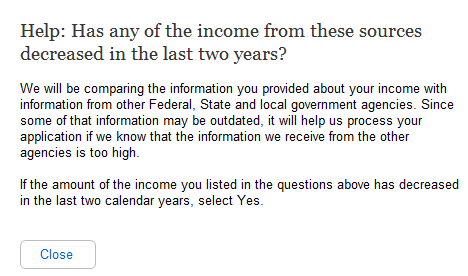 Help: Has any of the income from these sources
decreased in the last two years?
We will be comparing the information you provided about your income with
information from other Federal, State and local government agencies. Since
some of that information may be outdated, it will help us process your
application if we know that the information we receive from the other
agencies is too high.
If the amount of the income you listed in the questions above has decreased
in the last two calendar years, select Yes.
Close